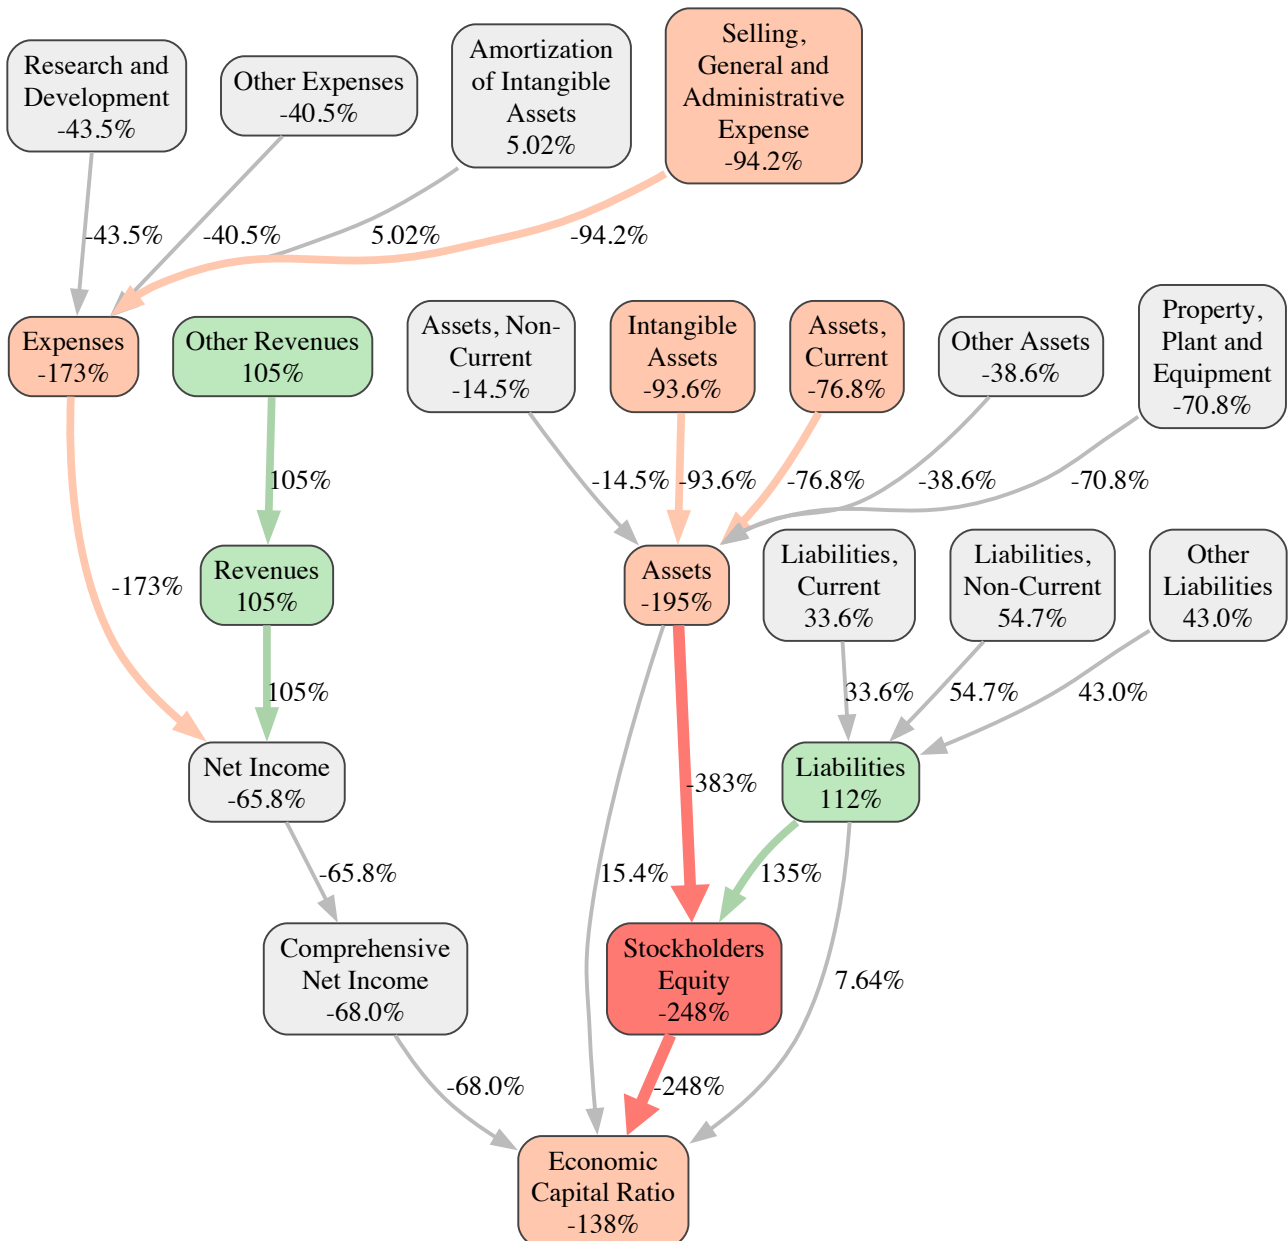 Research and
Development
-43.5%
Other Expenses
-40.5%
Amortization
of Intangible
Assets
5.02%
Selling,
General and
Administrative
Expense
-94.2%
-43.5%
-40.5%
5.02%
-94.2%
Expenses
-173%
Other Revenues
105%
Assets, Non-
Current
-14.5%
Intangible
Assets
-93.6%
Assets,
Current
-76.8%
Other Assets
-38.6%
Property,
Plant and
Equipment
-70.8%
105%
-14.5%
-93.6%
-76.8%
-38.6%
-70.8%
-173%
Revenues
105%
Assets
-195%
Liabilities,
Current
33.6%
Liabilities,
Non-Current
54.7%
Other
Liabilities
43.0%
105%
33.6%
54.7%
43.0%
Net Income
-65.8%
-383%
Liabilities
112%
-65.8%
15.4%
135%
Comprehensive
Net Income
-68.0%
Stockholders
Equity
-248%
7.64%
-68.0%
-248%
Economic
Capital Ratio
-138%